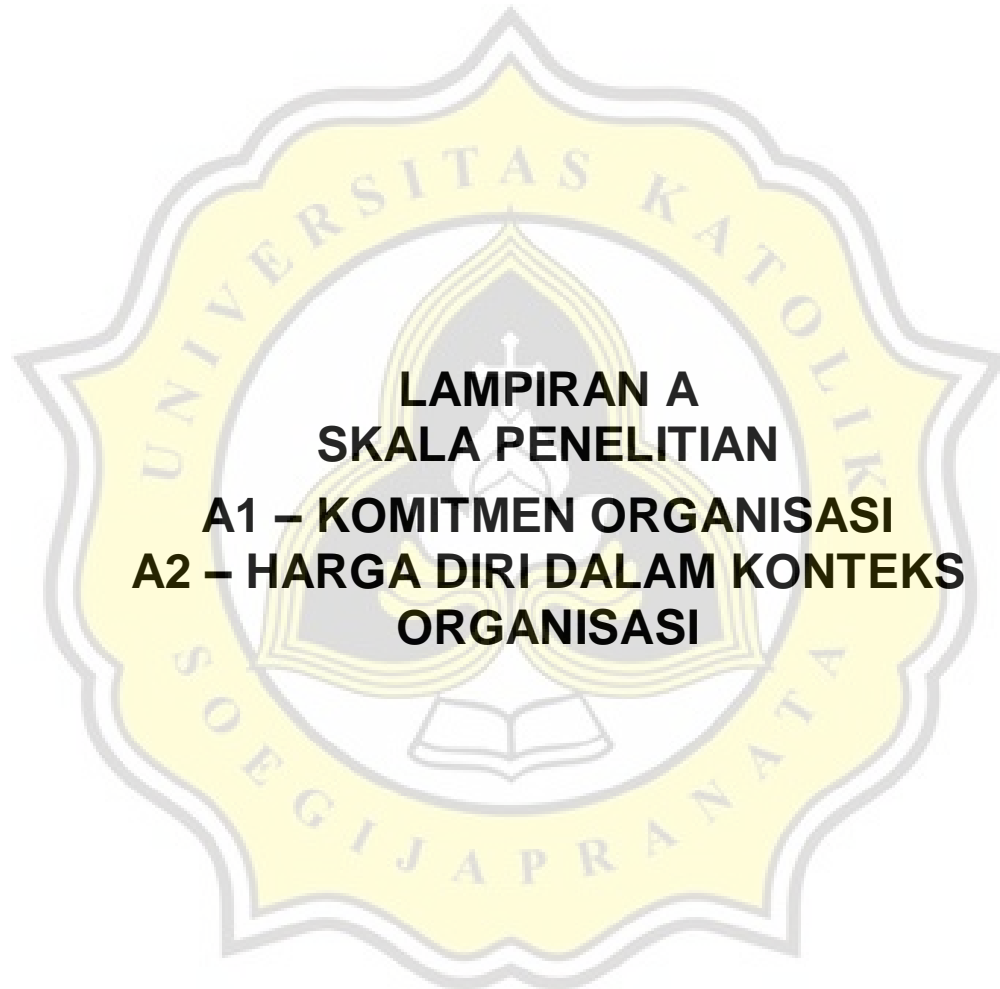 UNIVERSITAS KATOLIK
LAMPIRAN A
SKALA PENELITIAN
A1 – KOMITMEN ORGANISASI
A2 – HARGA DIRI DALAM KONTEKS
ORGANISASI
SOEGIJAPRANATA